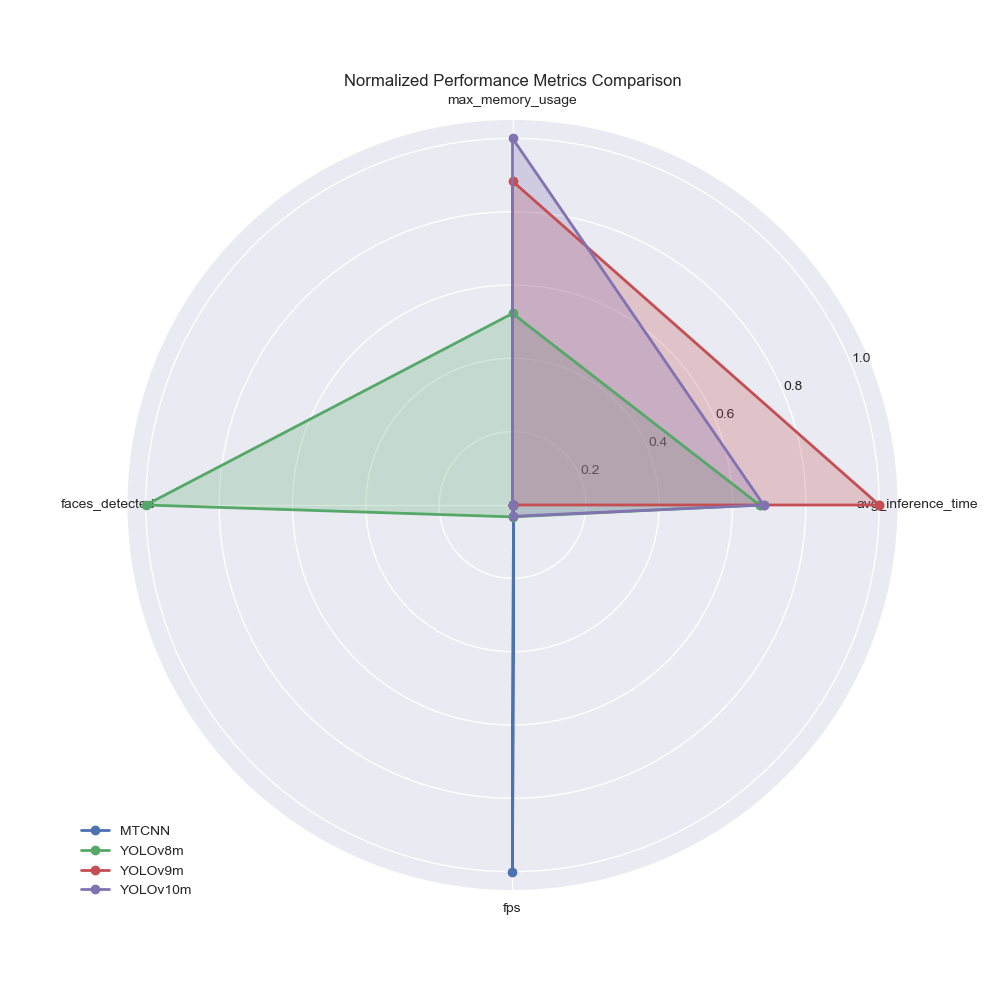 Normalized Performance Metrics Comparison
max_memory_usage
1.0
0.8
0.6
0.4
0.2
faces_detected
avg_inference_time
MTCNN
YOLOv8m
YOLOv9m
YOLOv10m
fps